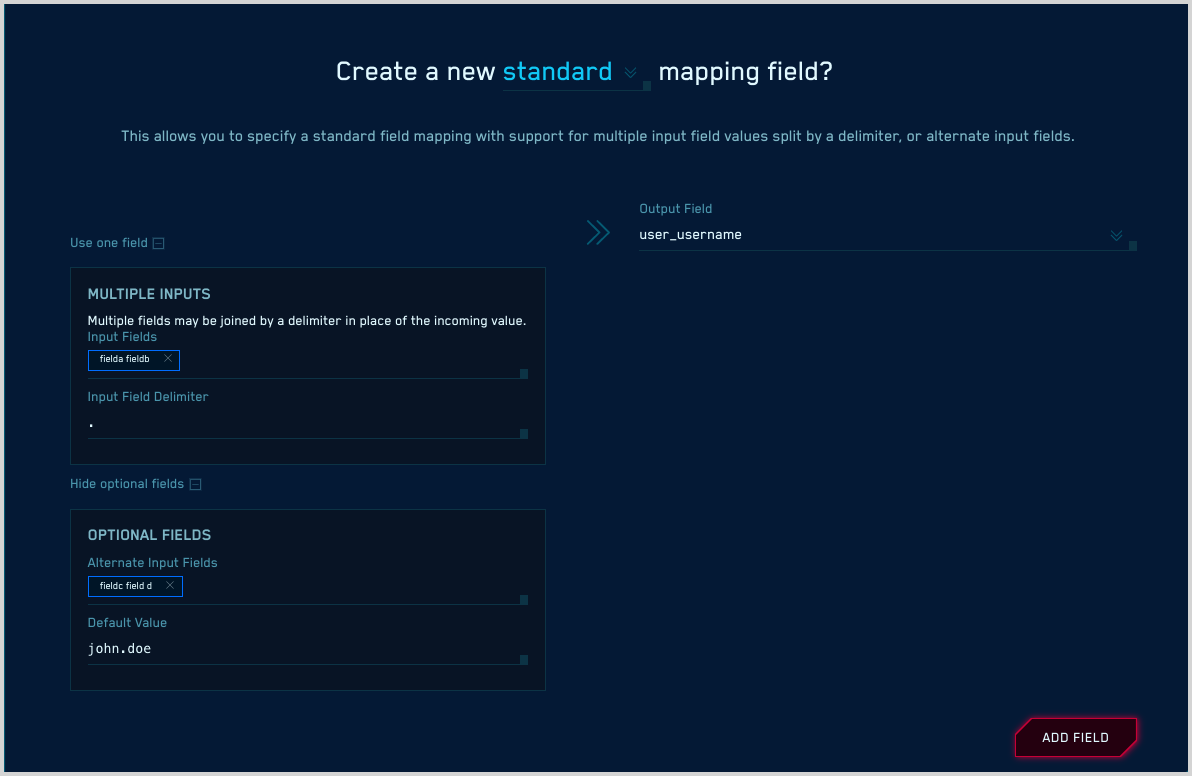 Create a new standard mapping field?
This allows you to specify a standard field mapping with support for multiple input field values split by a delimiter, or alternate input fields.
Output Field
user_username
Use one field
MULTIPLE INPUTS
Multiple fields may be joined by a delimiter in place of the incoming value.
Input Fields
fielda fieldb
Input Field Delimiter
.
Hide optional fields
OPTIONAL FIELDS
Alternate Input Fields
fieldc field d
Default Value
john.doe
ADD FIELD